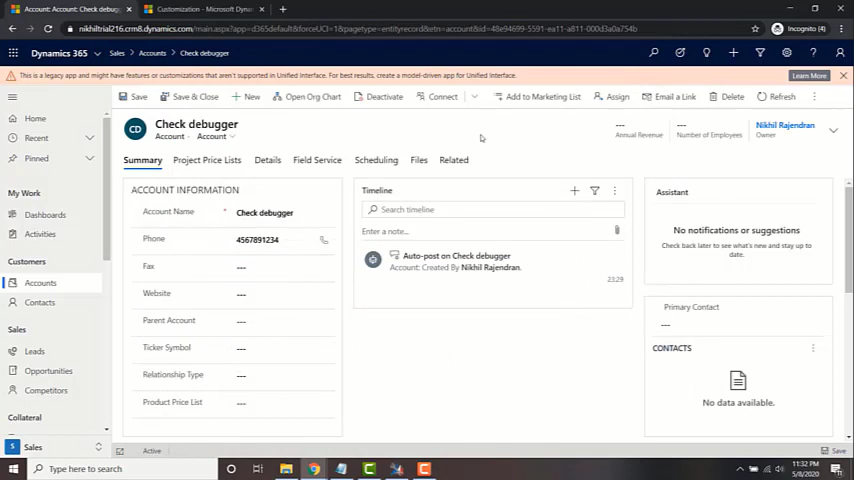 Account: Account: Check debugg
Customization - Microsoft Dynam
nikhiltrial216.crm8.dynamics.com/main.aspx?app=d365default&forceUCI=1&pagetype=entityrecord&etn=account&id=48e94699-5591-ea11-a811-000d3a0a754b
Incognito (4)
Dynamic 365
Sales > Accounts > Check debugger
This is a legacy app and might have features or customizations that aren't supported in Unified Interface. For best results, create a model-driven app for Unified Interface.
Learn More
Save
Save & Close
New
Open Org Chart
Deactivate
Connect
Add to Marketing List
Assign
Email a Link
Delete
Refresh
Home
Recent
Pinned
My Work
Dashboards
Activities
Customers
Accounts
Contacts
Sales
Leads
Opportunities
Competitors
Collateral
Sales
CD
Check debugger
Account · Account
---
Annual Revenue
---
Number of Employees
Nikhil Rajendran
Owner
Summary
Project Price Lists
Details
Field Service
Scheduling
Files
Related
ACCOUNT INFORMATION
Account Name * Check debugger
Phone 4567891234
Fax ---
Website ---
Parent Account ---
Ticker Symbol ---
Relationship Type ---
Product Price List ---
Timeline
Search timeline
Enter a note...
Auto-post on Check debugger
Account: Created By Nikhil Rajendran.
23:29
Assistant
No notifications or suggestions
Check back later to see what's new and stay up to
date.
Primary Contact
---
CONTACTS
No data available.
Active
Save
Type here to search
11:32 PM
5/8/2020